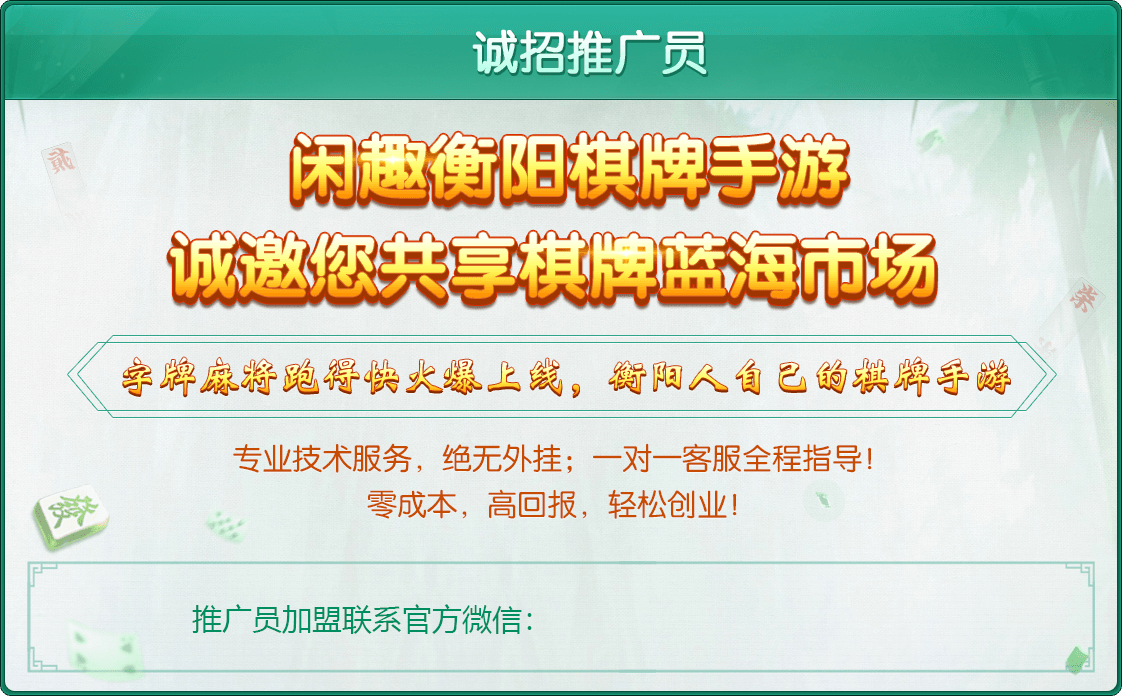 诚招推广员
闲趣衡阳棋牌手游
诚邀您共享棋牌蓝海市场
字牌麻将跑得快火爆上线，衡阳人自己的棋牌手游
专业技术服务，绝无外挂；一对一客服全程指导！
零成本，高回报，轻松创业！
發
推广员加盟联系官方微信：